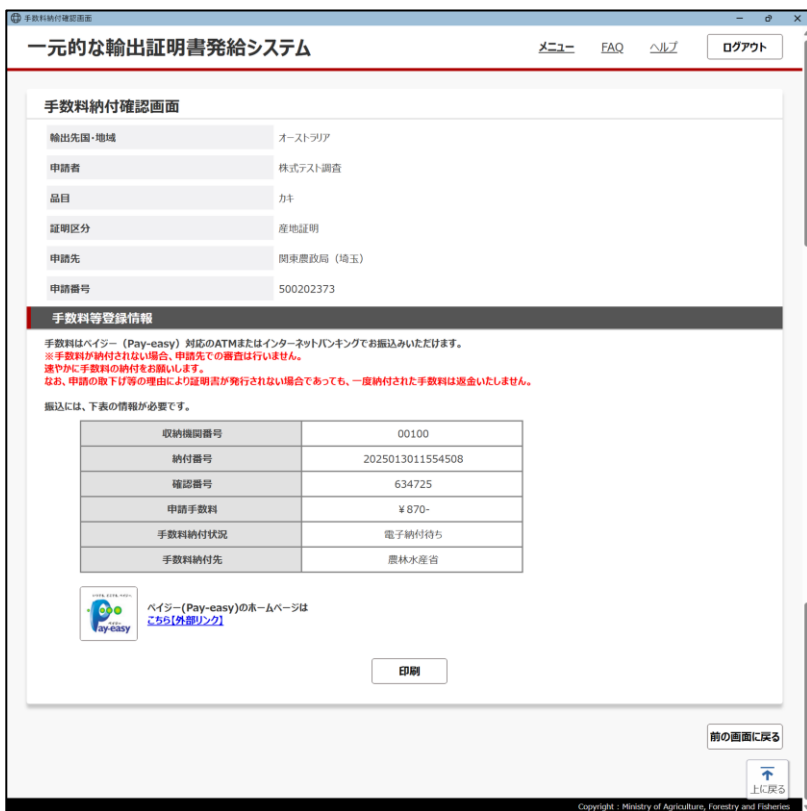 手数料納付確認画面
一元的な輸出証明書発給システム
メニュー FAQ ヘルプ ログアウト
手数料納付確認画面
輸出先国・地域 オーストラリア
申請者 株式テスト調査
品目 カキ
証明区分 産地証明
申請先 関東農政局（埼玉）
申請番号 500202373
手数料等登録情報
手数料はペイジー（Pay-easy）対応のATMまたはインターネットバンキングでお振込みいただけます。
※手数料が納付されない場合、申請先での審査は行いません。
速やかに手数料の納付をお願いします。
なお、申請の取下げ等の理由により証明書が発行されない場合であっても、一度納付された手数料は返金いたしません。
振込には、下表の情報が必要です。
収納機関番号 00100
納付番号 2025013011554508
確認番号 634725
申請手数料 ¥870-
手数料納付状況 電子納付待ち
手数料納付先 農林水産省
ペイジー
Pay-easy
ペイジー(Pay-easy)のホームページは
こちら【外部リンク】
印刷
前の画面に戻る
上に戻る
Copyright : Ministry of Agriculture, Forestry and Fisheries